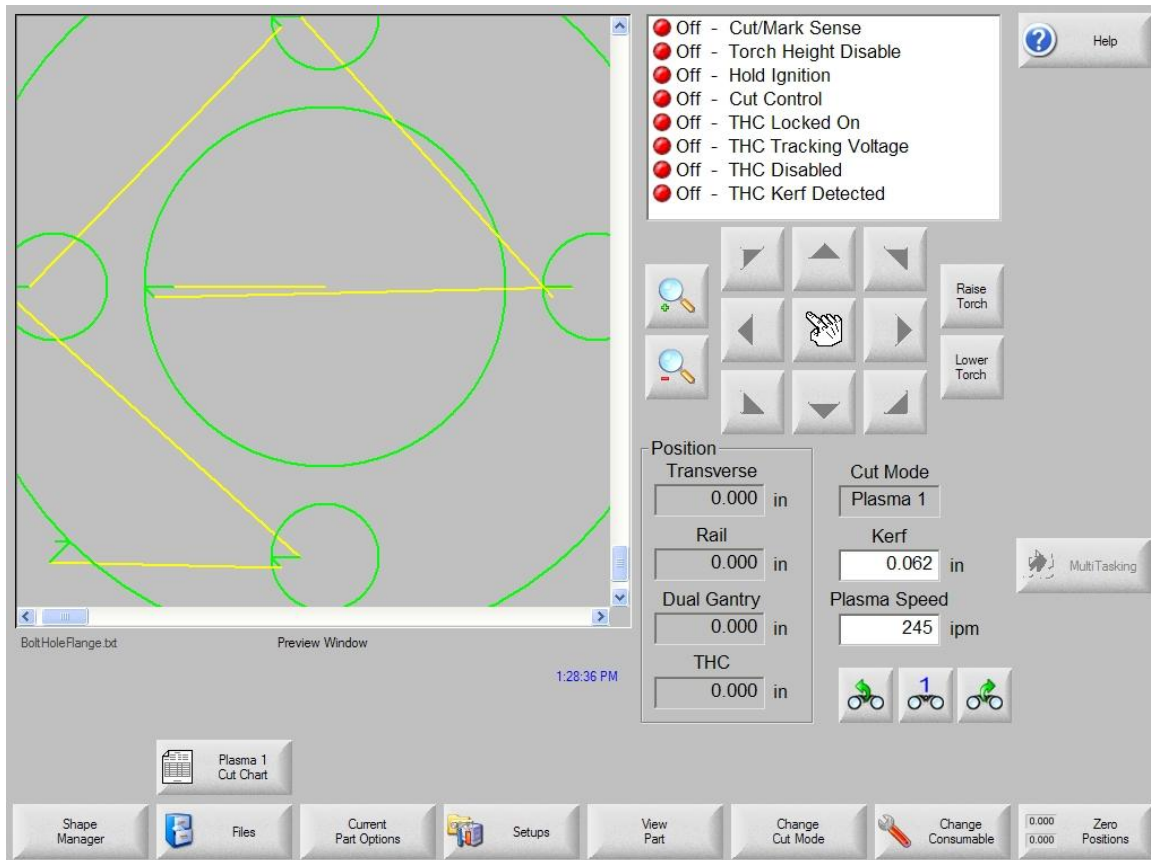 Off - Cut/Mark Sense
Off - Torch Height Disable
Off - Hold Ignition
Off - Cut Control
Off - THC Locked On
Off - THC Tracking Voltage
Off - THC Disabled
Off - THC Kerf Detected
Help
Raise
Torch
Lower
Torch
Position
Transverse
0.000 in
Rail
0.000 in
Dual Gantry
0.000 in
THC
0.000 in
Cut Mode
Plasma 1
Kerf
0.062 in
Plasma Speed
245 ipm
1
MultiTasking
BoltHoleFlange.txt
Preview Window
1:28:36 PM
Plasma 1
Cut Chart
Shape
Manager
Files
Current
Part Options
Setups
View
Part
Change
Cut Mode
Change
Consumable
0.000
0.000
Zero
Positions